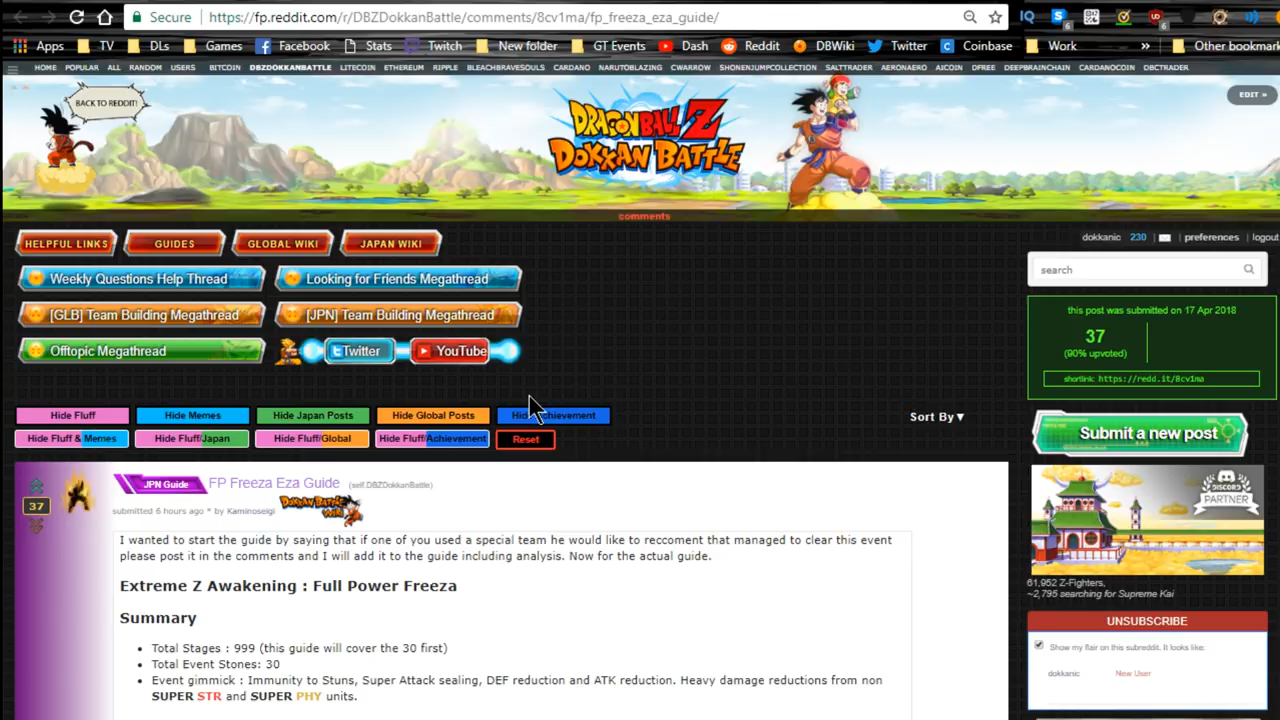 Secure https://fp.reddit.com/r/DBZDokkanBattle/comments/8cv1ma/fp_freeza_eza_guide/
Apps TV DLs Games Facebook Stats Twitch New folder GT Events Dash Reddit DBWiki Twitter Coinbase Work » Other bookmark
HOME POPULAR ALL RANDOM USERS BITCOIN DBZDOKKANBATTLE LITECOIN ETHEREUM RIPPLE BLEACHBRAVESOULS CARDANO NARUTOBLAZING CWARROW SHONENJUMPCOLLECTION SALTTRADER AERONAERO AICOIN DFREE DEEPBRAINCHAIN CARDANOCOIN DBCTRADER
BACK TO REDDIT!
EDIT »
DRAGON BALL Z
DOKKAN BATTLE
comments
HELPFUL LINKS GUIDES GLOBAL WIKI JAPAN WIKI
dokkanic 230 preferences logout
Weekly Questions Help Thread Looking for Friends Megathread
search
[GLB] Team Building Megathread [JPN] Team Building Megathread
this post was submitted on 17 Apr 2018
37
(90% upvoted)
Offtopic Megathread Twitter YouTube
shortlink: https://redd.it/8cv1ma
Hide Fluff Hide Memes Hide Japan Posts Hide Global Posts Hide Achievement
Sort By ▾
Hide Fluff & Memes Hide Fluff/Japan Hide Fluff/Global Hide Fluff/Achievement Reset
Submit a new post
JPN Guide FP Freeza Eza Guide (self.DBZDokkanBattle)
37
submitted 6 hours ago * by Kaminoseigi DOKKAN BATTLE WIKI
DISCORD
PARTNER
I wanted to start the guide by saying that if one of you used a special team he would like to reccoment that managed to clear this event
please post it in the comments and I will add it to the guide including analysis. Now for the actual guide.
Extreme Z Awakening : Full Power Freeza
61,952 Z-Fighters,
~2,795 searching for Supreme Kai
Summary
UNSUBSCRIBE
Total Stages : 999 (this guide will cover the 30 first)
Show my flair on this subreddit. It looks like:
Total Event Stones: 30
dokkanic New User
Event gimmick : Immunity to Stuns,Super Attack sealing, DEF reduction and ATK reduction. Heavy damage reductions from non
SUPER STR and SUPER PHY units.